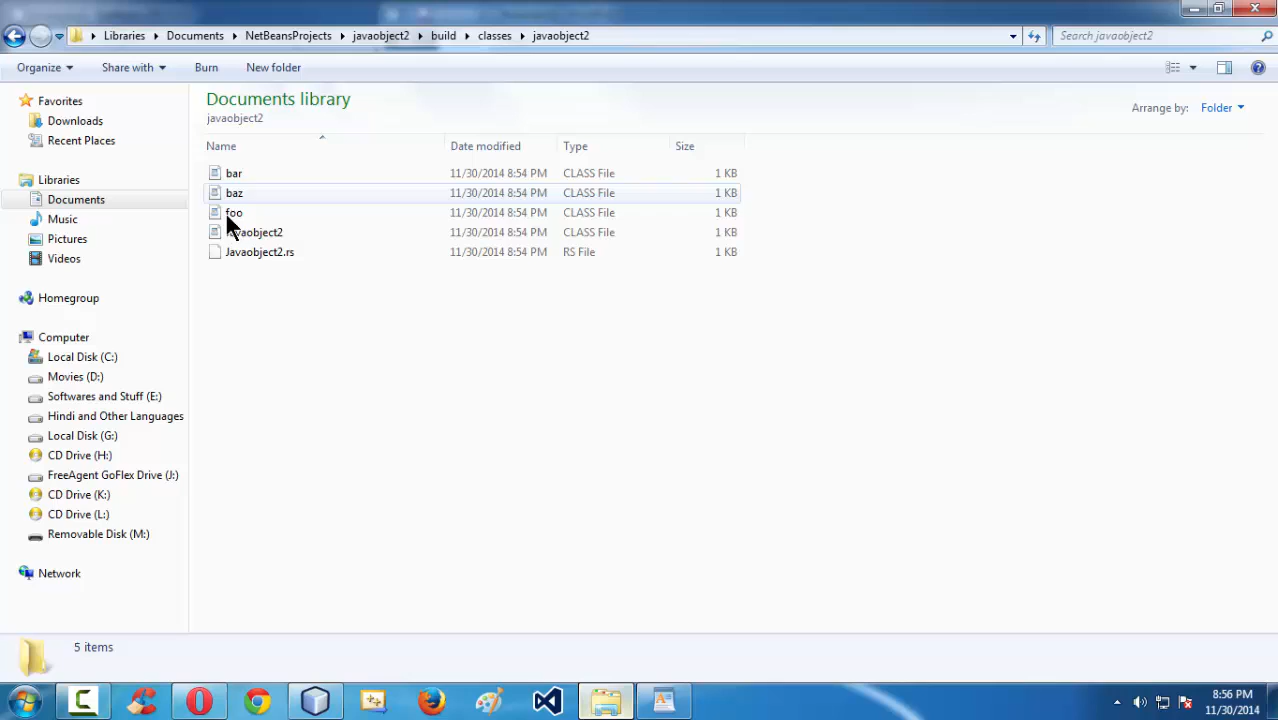 Libraries ▸ Documents ▸ NetBeansProjects ▸ javaobject2 ▸ build ▸ classes ▸ javaobject2
Search javaobject2
Organize Share with Burn New folder
Favorites
Downloads
Recent Places
Libraries
Documents
Music
Pictures
Videos
Homegroup
Computer
Local Disk (C:)
Movies (D:)
Softwares and Stuff (E:)
Hindi and Other Languages
Local Disk (G:)
CD Drive (H:)
FreeAgent GoFlex Drive (J:)
CD Drive (K:)
CD Drive (L:)
Removable Disk (M:)
Network
Documents library
javaobject2
Arrange by: Folder
Name Date modified Type Size
bar 11/30/2014 8:54 PM CLASS File 1 KB
baz 11/30/2014 8:54 PM CLASS File 1 KB
foo 11/30/2014 8:54 PM CLASS File 1 KB
Javaobject2 11/30/2014 8:54 PM CLASS File 1 KB
Javaobject2.rs 11/30/2014 8:54 PM RS File 1 KB
5 items
8:56 PM
11/30/2014